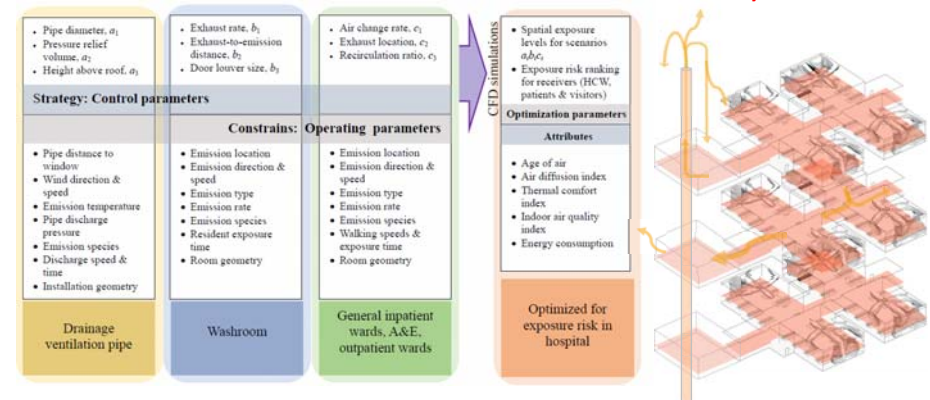 • Pipe diameter, a1
• Pressure relief
volume, a2
• Height above roof, a3
• Exhaust rate, b1
• Exhaust-to-emission
distance, b2
• Door louver size, b3
• Air change rate, c1
• Exhaust location, c2
• Recirculation ratio, c3
CFD simulations
• Spatial exposure
levels for scenarios
aibici
• Exposure risk ranking
for receivers (HCW,
patients & visitors)
Strategy: Control parameters
Constrains: Operating parameters
Optimization parameters
Attributes
• Pipe distance to
window
• Wind direction &
speed
• Emission temperature
• Pipe discharge
pressure
• Emission species
• Discharge speed &
time
• Installation geometry
• Emission location
• Emission direction &
speed
• Emission type
• Emission rate
• Emission species
• Resident exposure
time
• Room geometry
• Emission location
• Emission direction &
speed
• Emission type
• Emission rate
• Emission species
• Walking speeds &
exposure time
• Room geometry
• Age of air
• Air diffusion index
• Thermal comfort
index
• Indoor air quality
index
• Energy consumption
Drainage
ventilation pipe
Washroom
General inpatient
wards, A&E,
outpatient wards
Optimized for
exposure risk in
hospital